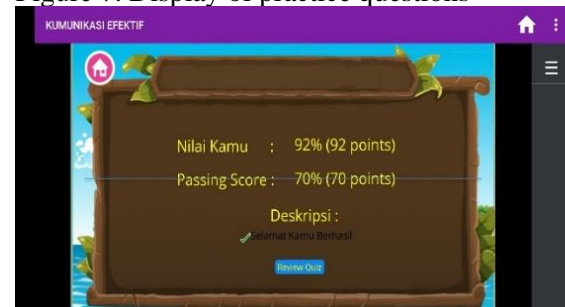 Figure 7. Display of practice questions
KUMUNIKASI EFEKTIF
Nilai Kamu : 92% (92 points)
Passing Score : 70% (70 points)
Deskripsi :
Selamat Kamu Berhasil
Review Quiz